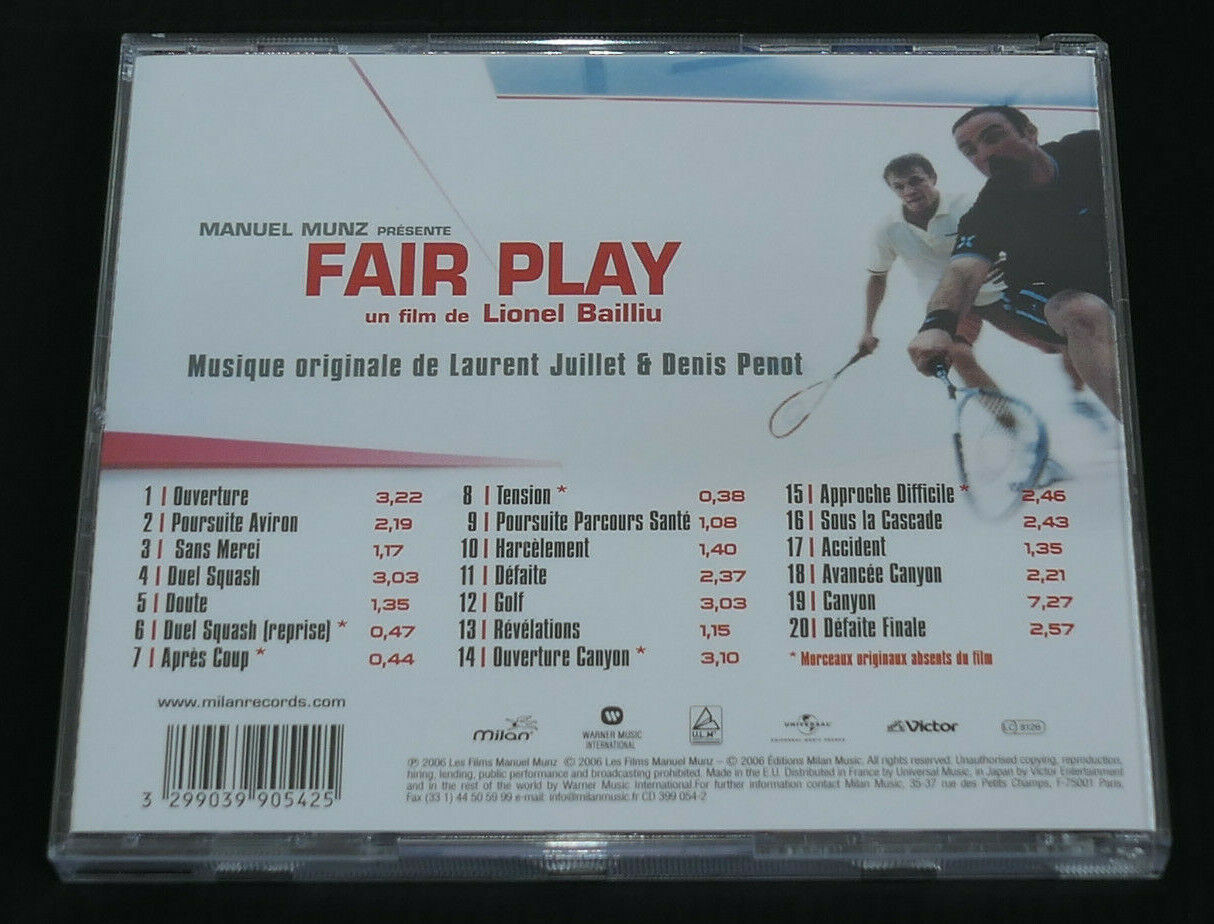 MANUEL MUNZ PRÉSENTE
FAIR PLAY
un film de Lionel Bailliu
Musique originale de Laurent Juillet & Denis Penot
1 | Ouverture 3,22
2 | Poursuite Aviron 2,19
3 | Sans Merci 1,17
4 | Duel Squash 3,03
5 | Doute 1,35
6 | Duel Squash (reprise) * 0,47
7 | Après Coup * 0,44
8 | Tension * 0,38
9 | Poursuite Parcours Santé 1,08
10 | Harcèlement 1,40
11 | Défaite 2,37
12 | Golf 3,03
13 | Révélations 1,15
14 | Ouverture Canyon * 3,10
15 | Approche Difficile * 2,46
16 | Sous la Cascade 2,43
17 | Accident 1,35
18 | Avancée Canyon 2,21
19 | Canyon 7,27
20 | Défaite Finale 2,57
* Morceaux originaux absents du film
www.milanrecords.com
3 299039 905425
milan
WARNER MUSIC
INTERNATIONAL
U.L.M
UNIVERSAL
UNIVERSAL MUSIC FRANCE
Victor
LC 8126
℗ 2006 Les Films Manuel Munz © 2006 Les Films Manuel Munz – © 2006 Éditions Milan Music. All rights reserved. Unauthorised copying, reproduction,
hiring, lending, public performance and broadcasting prohibited. Made in the E.U. Distributed in France by Universal Music, in Japan by Victor Entertainment
and in the rest of the world by Warner Music International.For further information contact Milan Music, 35-37 rue des Petits Champs, F-75001 Paris,
Fax (33 1) 44 50 59 99 e-mail: info@milanmusic.fr CD 399 054-2